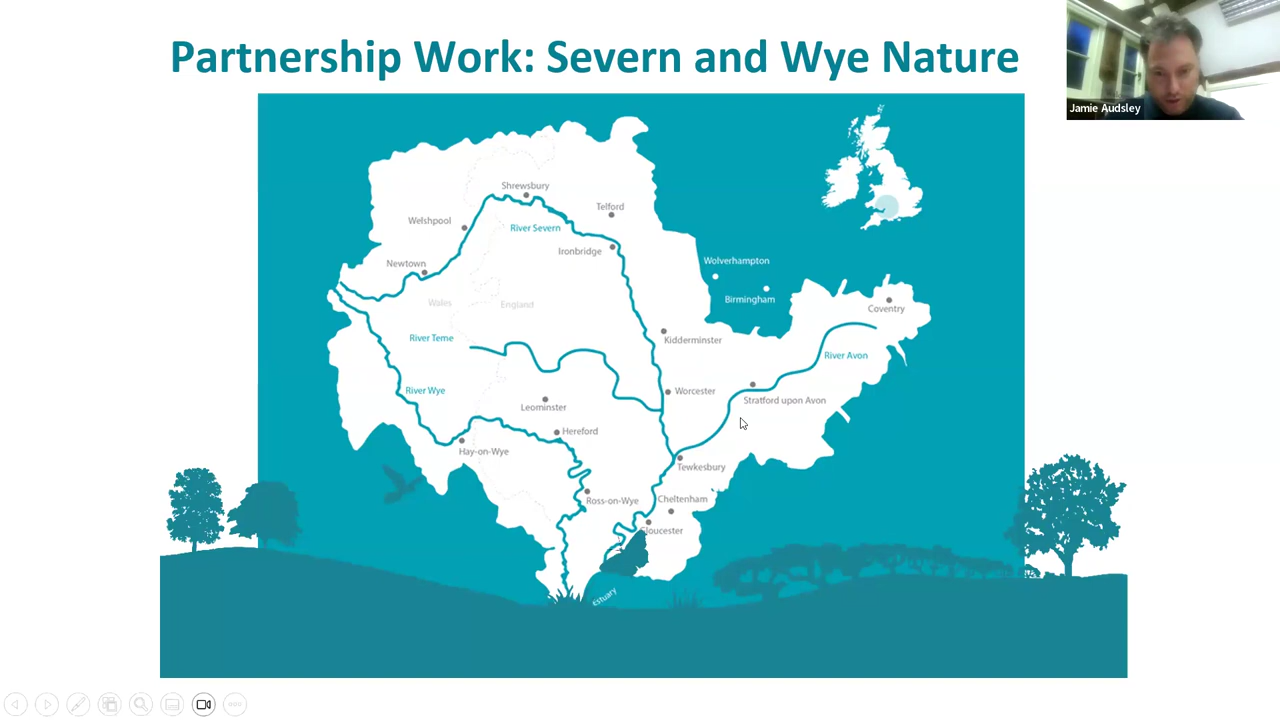 Partnership Work: Severn and Wye Nature
Jamie Audsley
Shrewsbury
Telford
Welshpool
River Severn
Ironbridge
Newtown
Wolverhampton
Birmingham
Wales
England
Coventry
River Teme
Kidderminster
River Avon
River Wye
Worcester
Stratford upon Avon
Leominster
Hereford
Hay-on-Wye
Tewkesbury
Ross-on-Wye
Cheltenham
Gloucester
Estuary